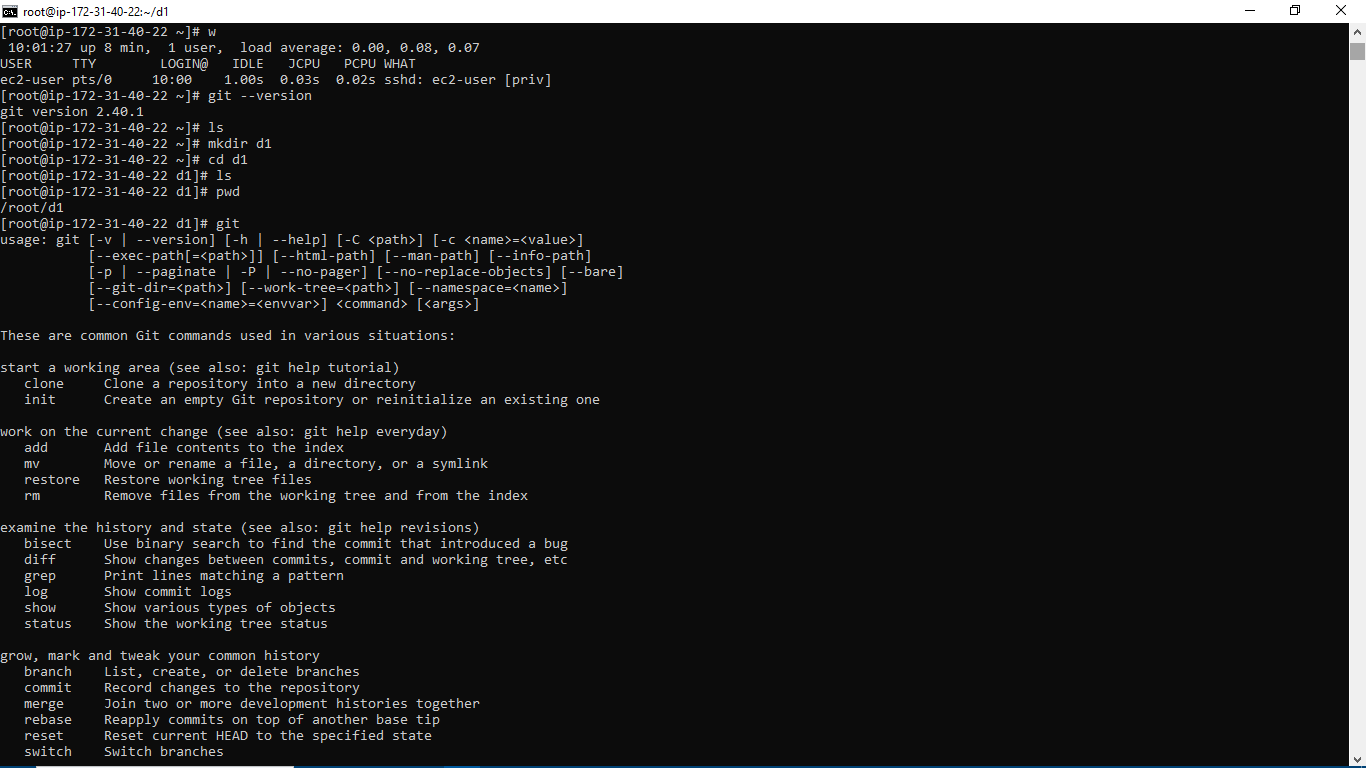 root@ip-172-31-40-22:~/d1
[root@ip-172-31-40-22 ~]# w
 10:01:27 up 8 min,  1 user,  load average: 0.00, 0.08, 0.07
USER     TTY        LOGIN@   IDLE   JCPU   PCPU WHAT
ec2-user pts/0     10:00    1.00s  0.03s  0.02s sshd: ec2-user [priv]
[root@ip-172-31-40-22 ~]# git --version
git version 2.40.1
[root@ip-172-31-40-22 ~]# ls
[root@ip-172-31-40-22 ~]# mkdir d1
[root@ip-172-31-40-22 ~]# cd d1
[root@ip-172-31-40-22 d1]# ls
[root@ip-172-31-40-22 d1]# pwd
/root/d1
[root@ip-172-31-40-22 d1]# git
usage: git [-v | --version] [-h | --help] [-C <path>] [-c <name>=<value>]
           [--exec-path[=<path>]] [--html-path] [--man-path] [--info-path]
           [-p | --paginate | -P | --no-pager] [--no-replace-objects] [--bare]
           [--git-dir=<path>] [--work-tree=<path>] [--namespace=<name>]
           [--config-env=<name>=<envvar>] <command> [<args>]

These are common Git commands used in various situations:

start a working area (see also: git help tutorial)
   clone     Clone a repository into a new directory
   init      Create an empty Git repository or reinitialize an existing one

work on the current change (see also: git help everyday)
   add       Add file contents to the index
   mv        Move or rename a file, a directory, or a symlink
   restore   Restore working tree files
   rm        Remove files from the working tree and from the index

examine the history and state (see also: git help revisions)
   bisect    Use binary search to find the commit that introduced a bug
   diff      Show changes between commits, commit and working tree, etc
   grep      Print lines matching a pattern
   log       Show commit logs
   show      Show various types of objects
   status    Show the working tree status

grow, mark and tweak your common history
   branch    List, create, or delete branches
   commit    Record changes to the repository
   merge     Join two or more development histories together
   rebase    Reapply commits on top of another base tip
   reset     Reset current HEAD to the specified state
   switch    Switch branches